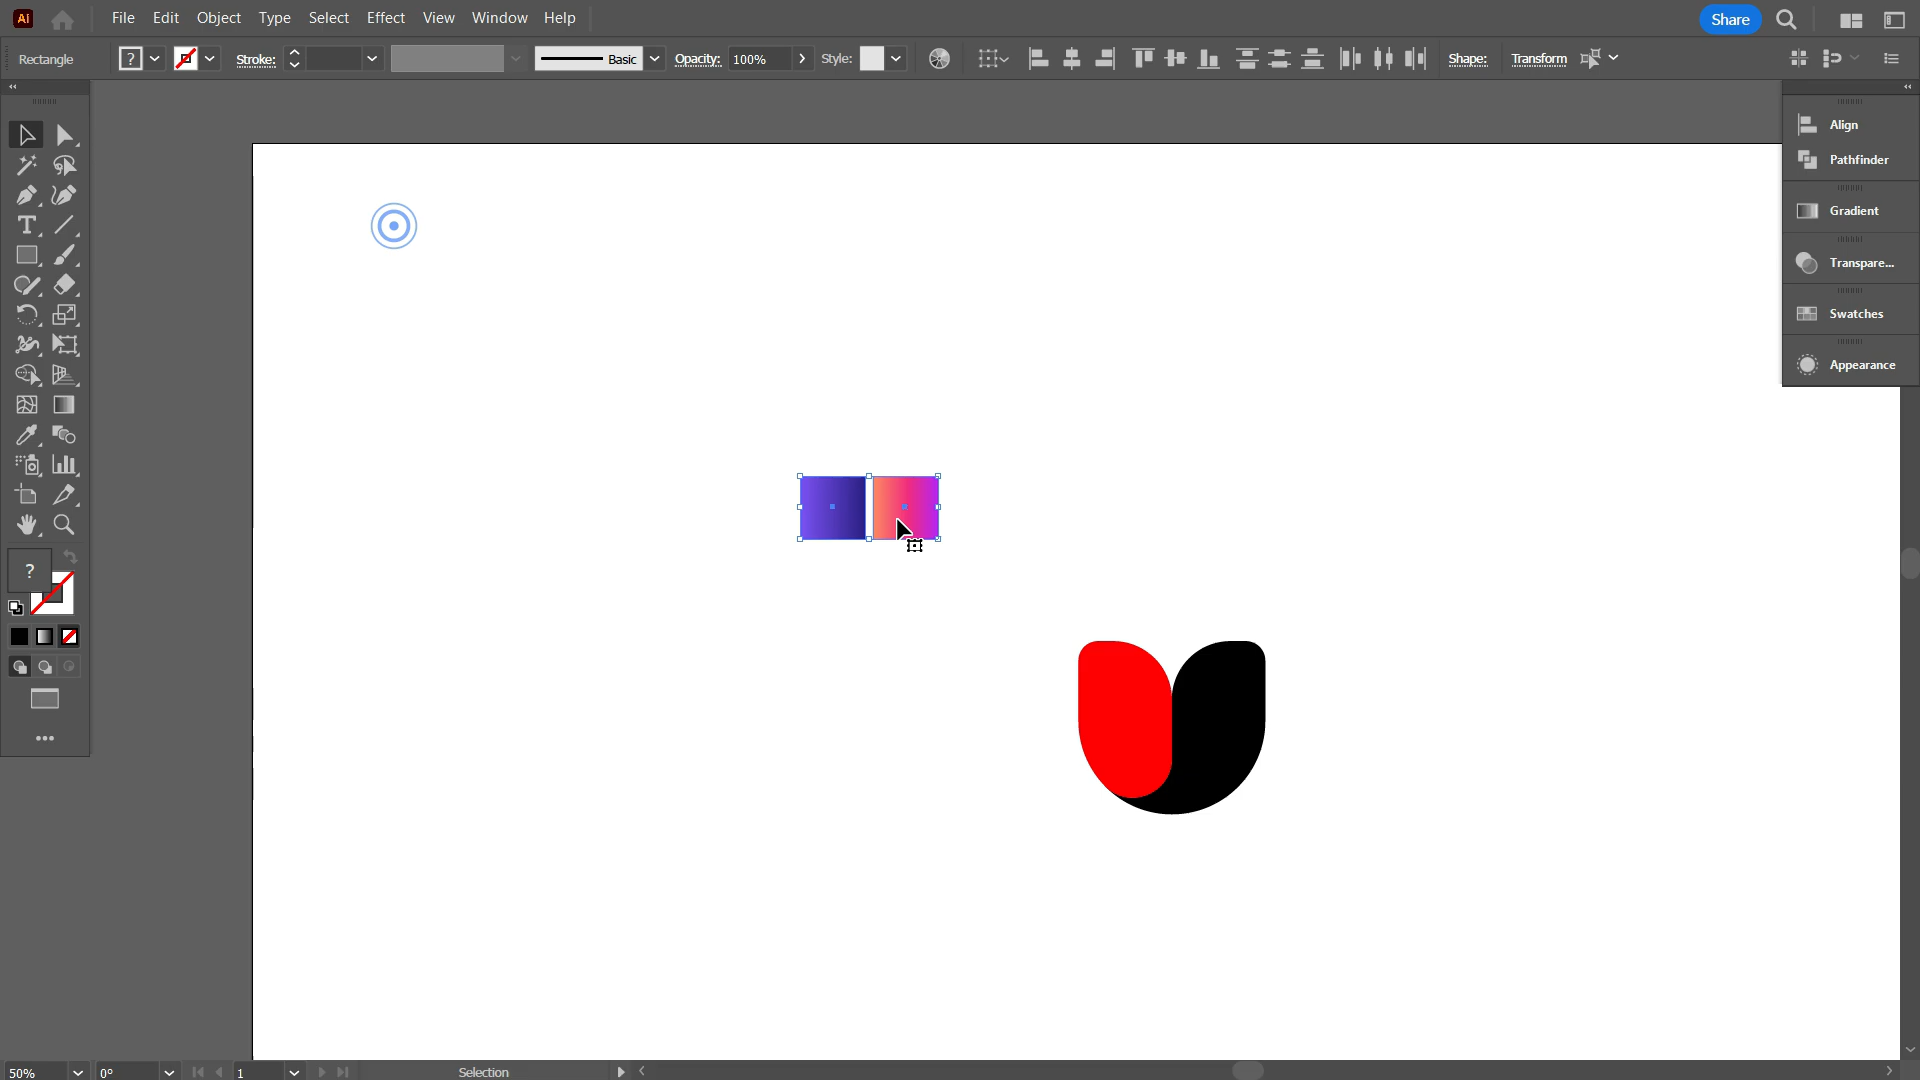 Ai File Edit Object Type Select Effect View Window Help Share
Rectangle ? Stroke: Basic Opacity: 100% Style: Shape: Transform
Align
Pathfinder
Gradient
Transpare...
Swatches
Appearance
?
50% 0° 1 Selection